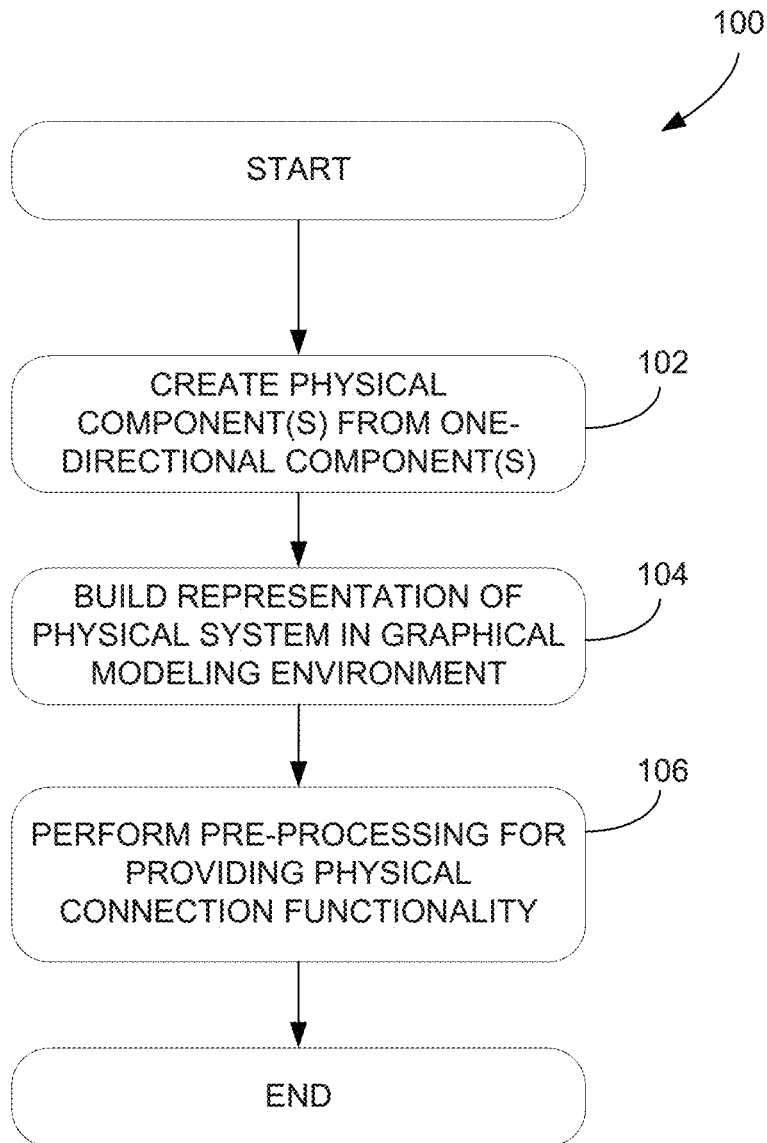 100
START
CREATE PHYSICAL
COMPONENT(S) FROM ONE-
DIRECTIONAL COMPONENT(S)
102
BUILD REPRESENTATION OF
PHYSICAL SYSTEM IN GRAPHICAL
MODELING ENVIRONMENT
104
PERFORM PRE-PROCESSING FOR
PROVIDING PHYSICAL
CONNECTION FUNCTIONALITY
106
END